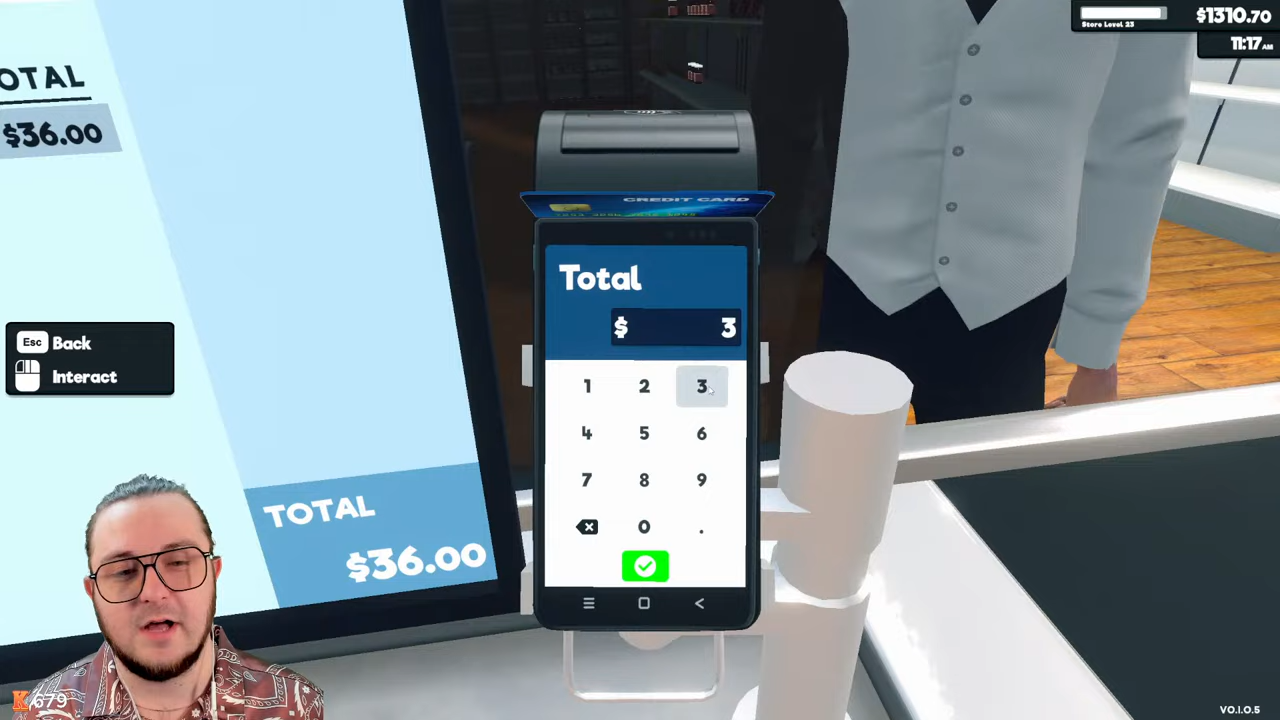 $1310.70
Store Level 23
11:17 AM
OTAL
$36.00
CREDIT CARD
Total
$ 3
1 2 3
4 5 6
7 8 9
0 .
Esc Back
Interact
TOTAL
$36.00
K 679
V0.1.0.5